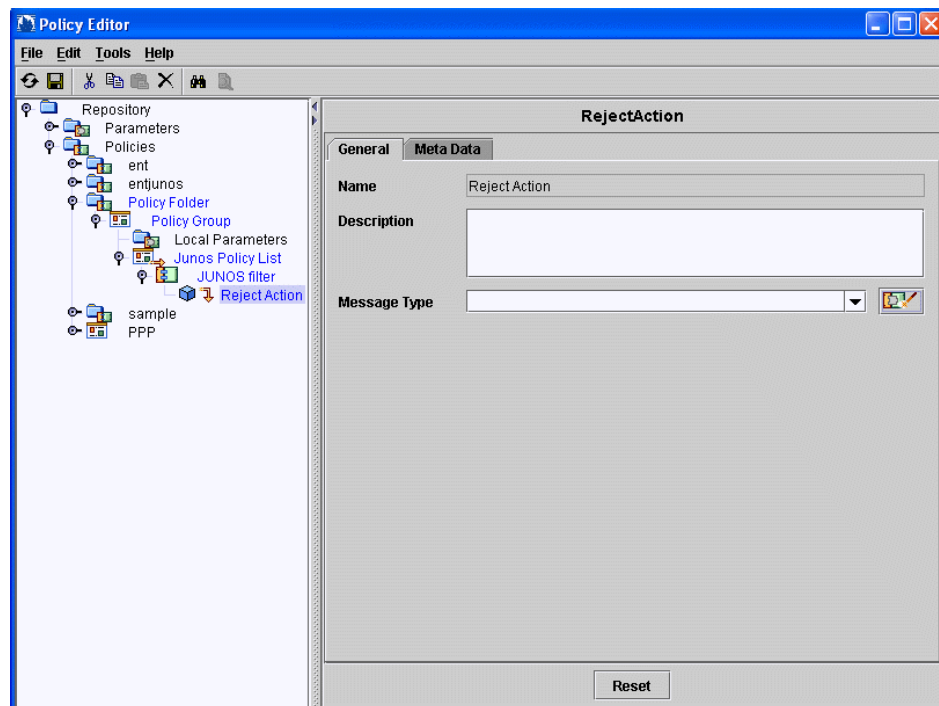 Policy Editor
File Edit Tools Help
Repository
Parameters
Policies
ent
entjunos
Policy Folder
Policy Group
Local Parameters
Junos Policy List
JUNOS filter
Reject Action
sample
PPP
RejectAction
General Meta Data
Name Reject Action
Description
Message Type
Reset